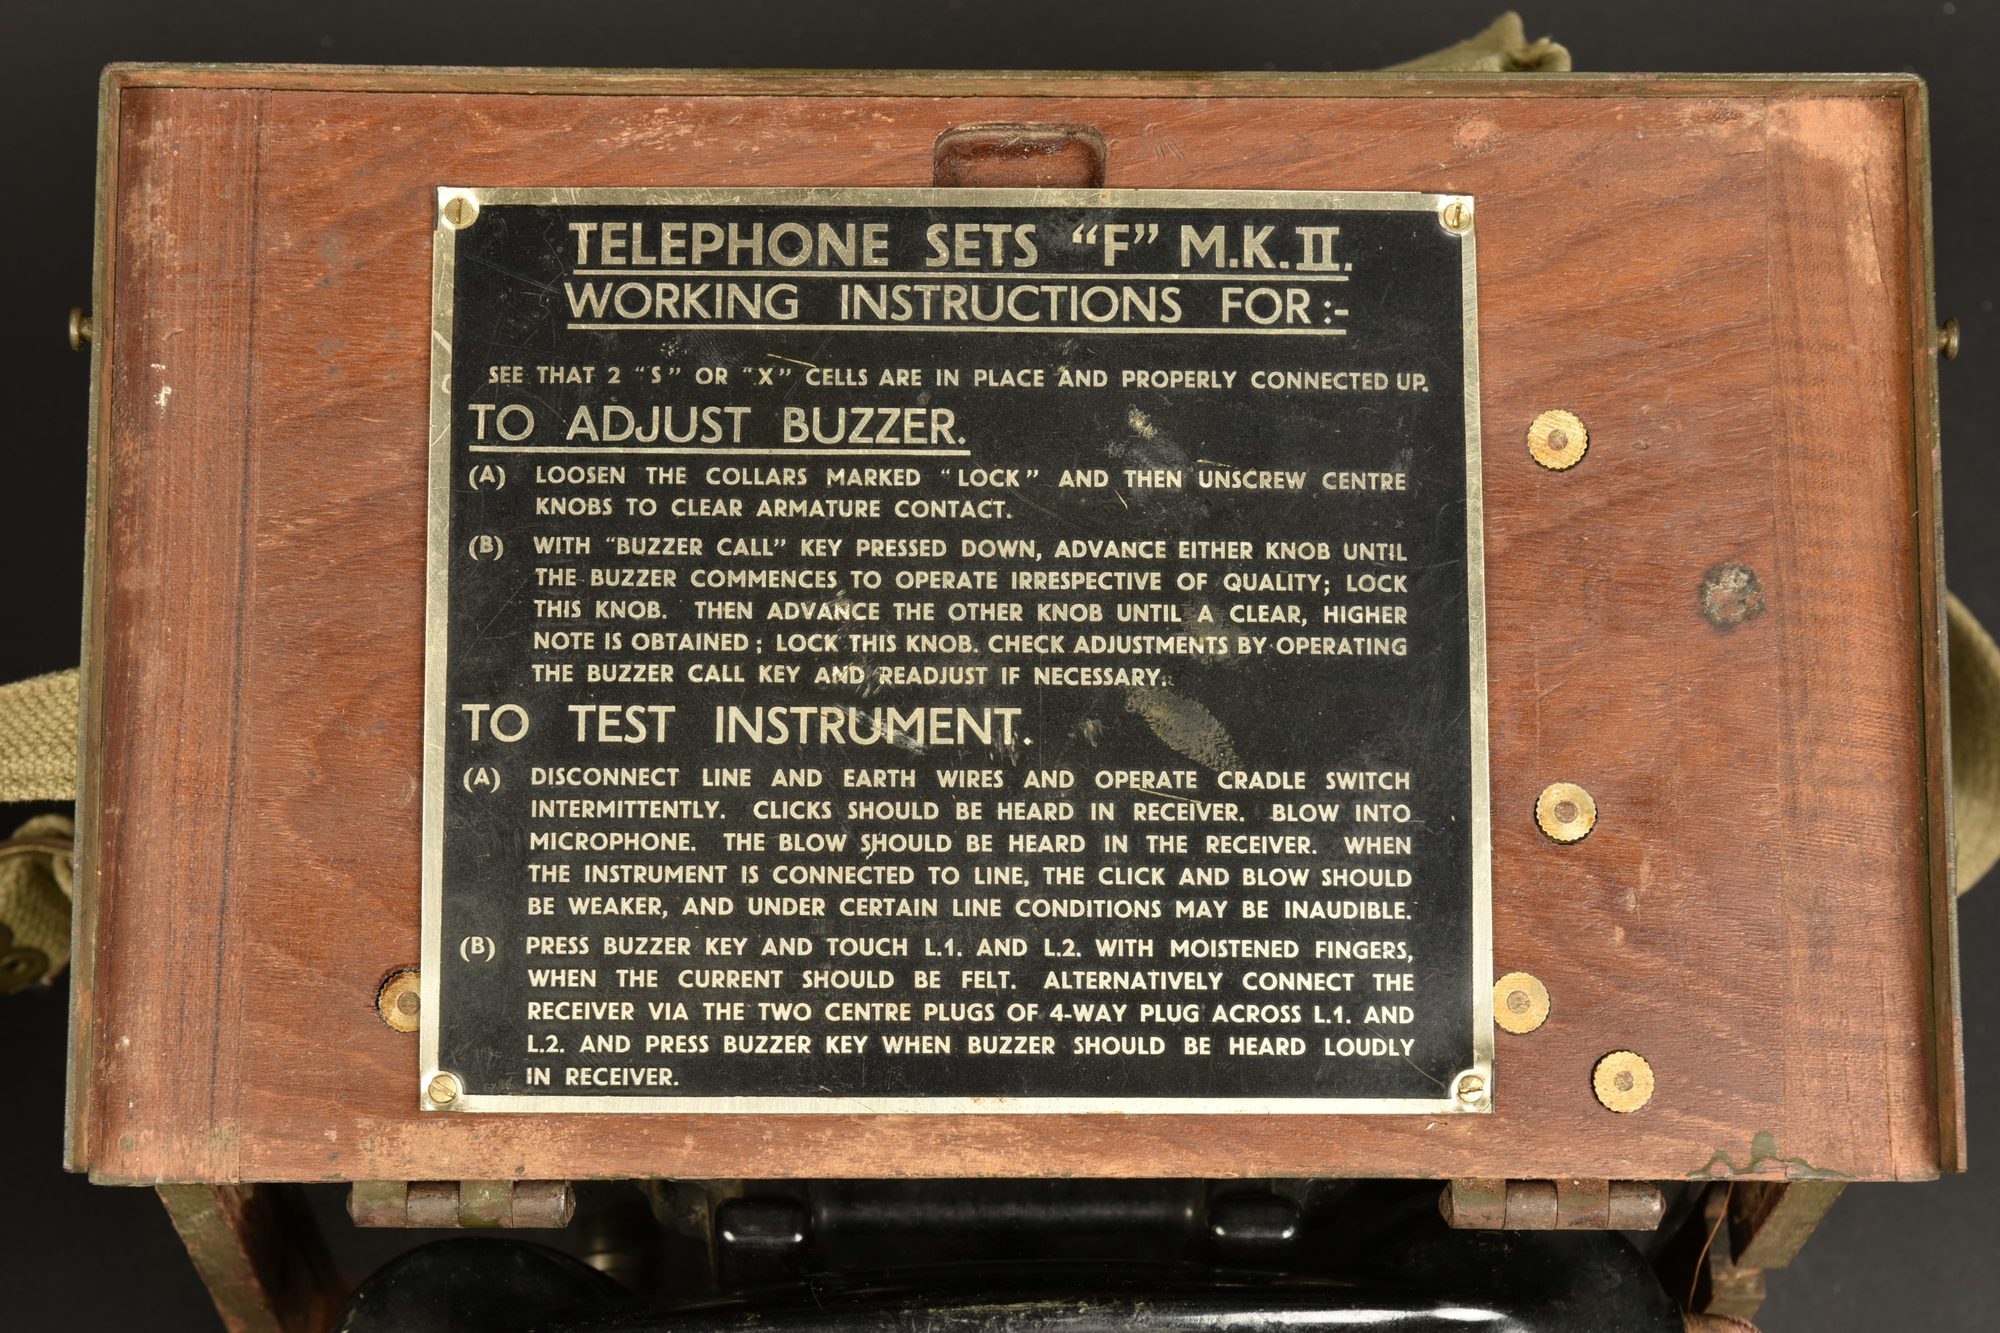 TELEPHONE SETS "F" M.K.II.
WORKING INSTRUCTIONS FOR:-
SEE THAT 2 "S" OR "X" CELLS ARE IN PLACE AND PROPERLY CONNECTED UP.
TO ADJUST BUZZER.
(A) LOOSEN THE COLLARS MARKED "LOCK" AND THEN UNSCREW CENTRE
KNOBS TO CLEAR ARMATURE CONTACT.
(B) WITH "BUZZER CALL" KEY PRESSED DOWN, ADVANCE EITHER KNOB UNTIL
THE BUZZER COMMENCES TO OPERATE IRRESPECTIVE OF QUALITY; LOCK
THIS KNOB. THEN ADVANCE THE OTHER KNOB UNTIL A CLEAR, HIGHER
NOTE IS OBTAINED; LOCK THIS KNOB. CHECK ADJUSTMENTS BY OPERATING
THE BUZZER CALL KEY AND READJUST IF NECESSARY.
TO TEST INSTRUMENT.
(A) DISCONNECT LINE AND EARTH WIRES AND OPERATE CRADLE SWITCH
INTERMITTENTLY. CLICKS SHOULD BE HEARD IN RECEIVER. BLOW INTO
MICROPHONE. THE BLOW SHOULD BE HEARD IN THE RECEIVER. WHEN
THE INSTRUMENT IS CONNECTED TO LINE, THE CLICK AND BLOW SHOULD
BE WEAKER, AND UNDER CERTAIN LINE CONDITIONS MAY BE INAUDIBLE.
(B) PRESS BUZZER KEY AND TOUCH L.1. AND L.2. WITH MOISTENED FINGERS,
WHEN THE CURRENT SHOULD BE FELT. ALTERNATIVELY CONNECT THE
RECEIVER VIA THE TWO CENTRE PLUGS OF 4-WAY PLUG ACROSS L.1. AND
L.2. AND PRESS BUZZER KEY WHEN BUZZER SHOULD BE HEARD LOUDLY
IN RECEIVER.